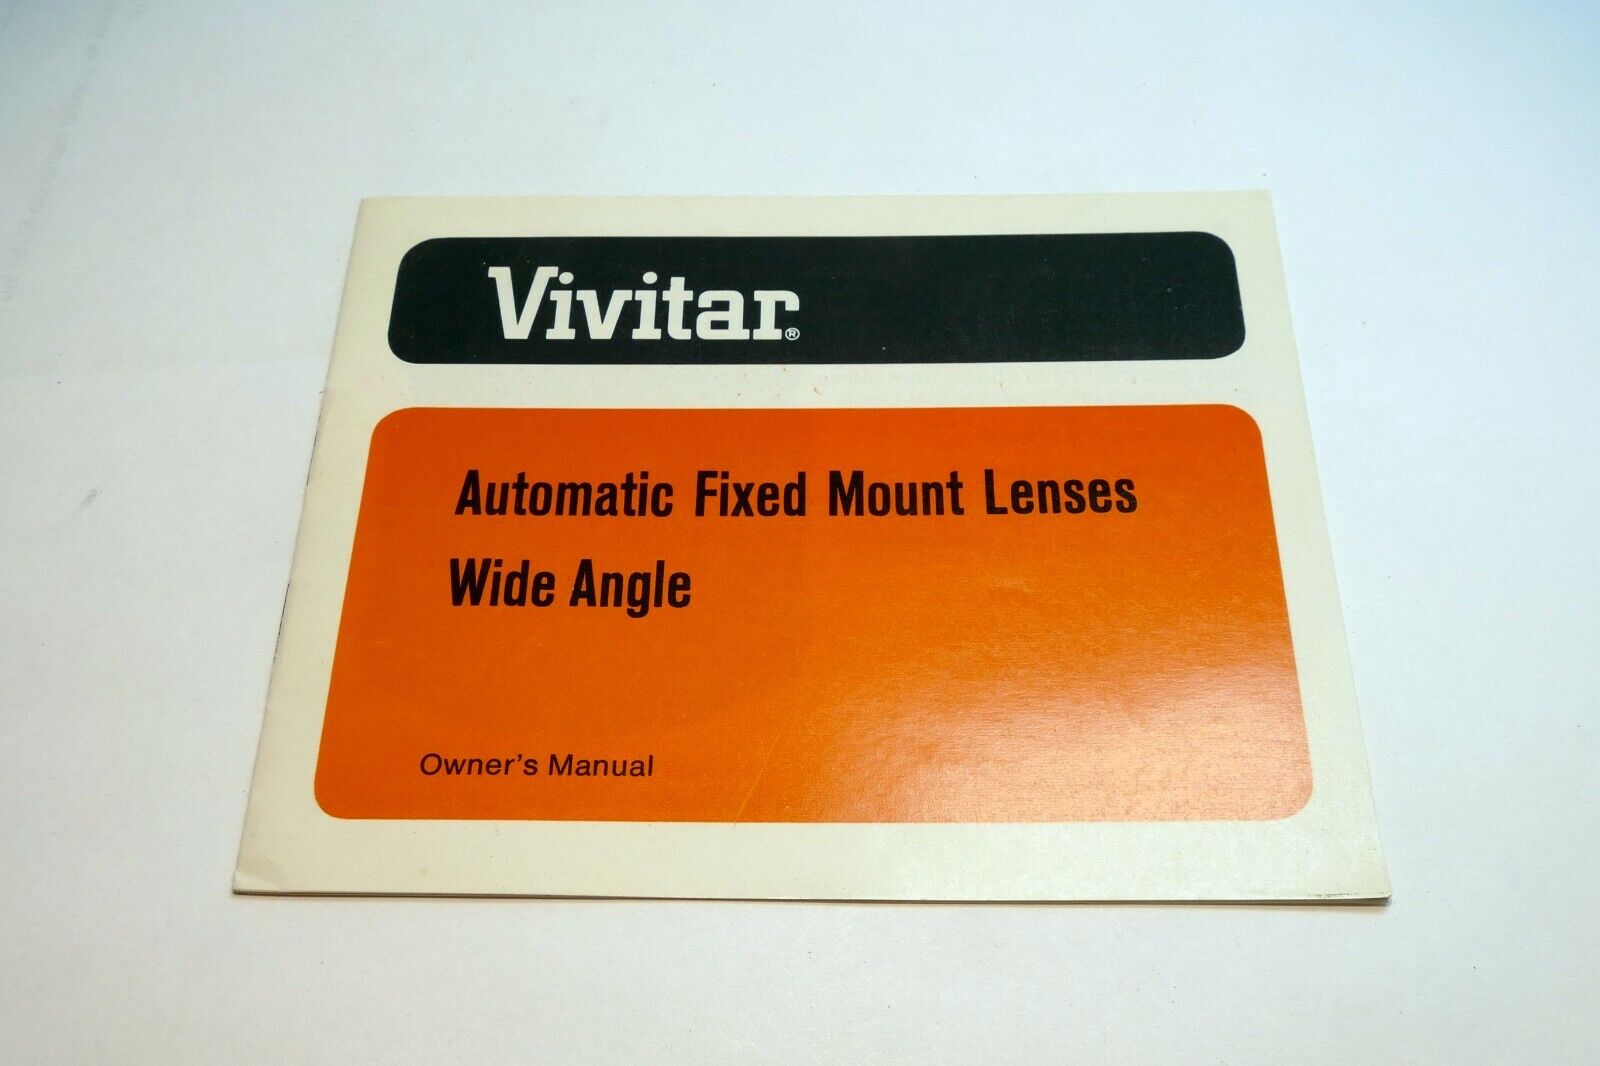 Vivitar®
Automatic Fixed Mount Lenses
Wide Angle
Owner's Manual